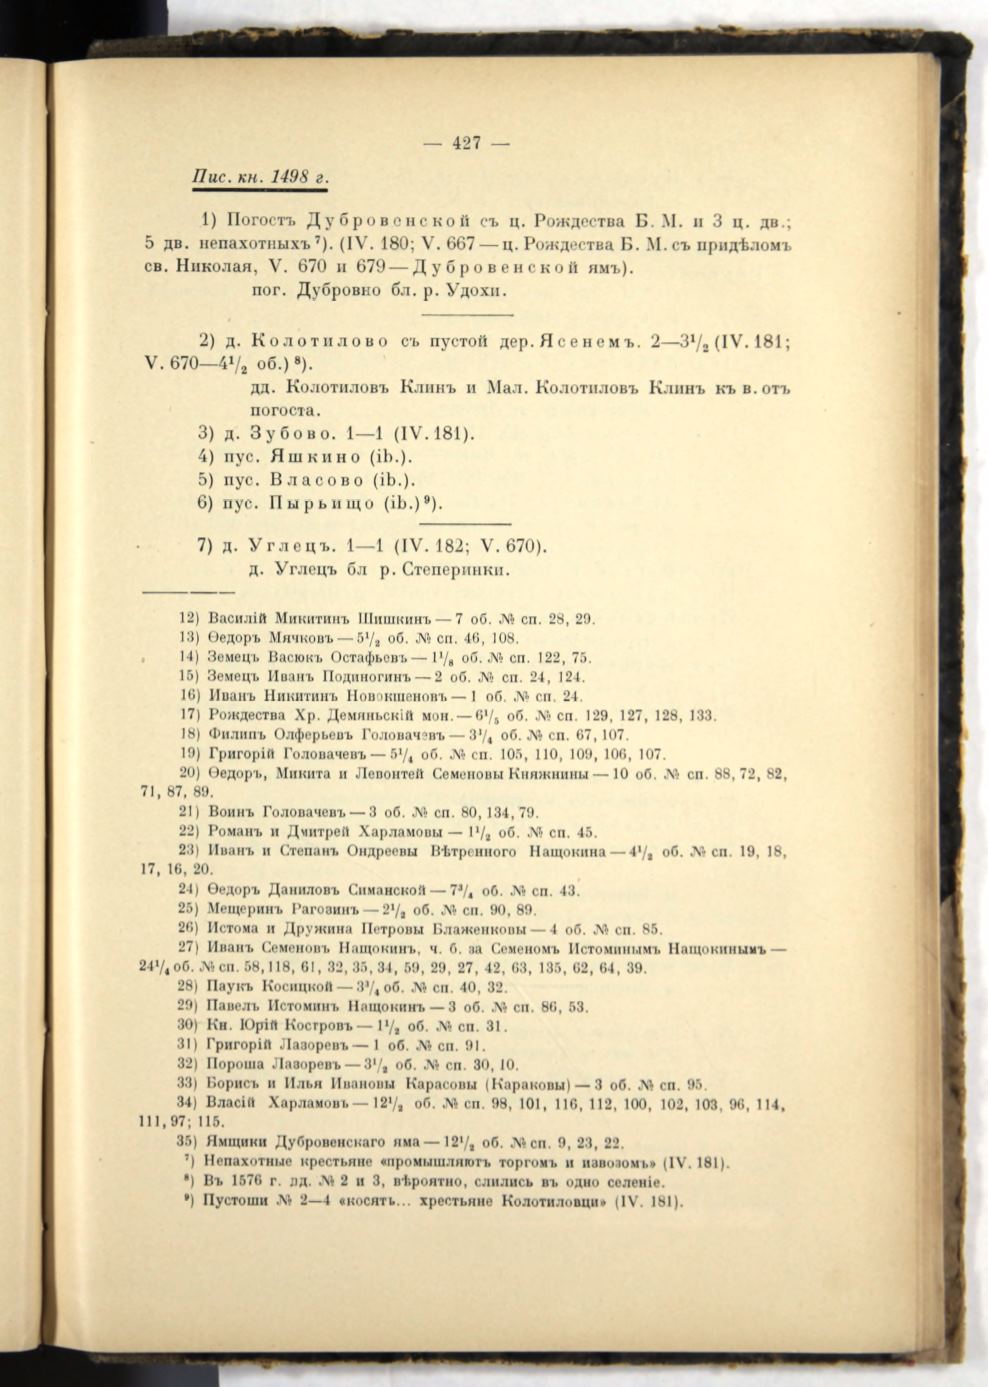 — 427 —
Пис. кн. 1498 г.
1) Погостъ Дубровенской съ ц. Рождества Б. М. и 3 ц. дв.;
5 дв. непахотныхъ⁷). (IV. 180; V. 667—ц. Рождества Б. М. съ придѣломъ
св. Николая, V. 670 и 679—Дубровенской ямъ).
пог. Дубровно бл. р. Удохи.
2) д. Колотилово съ пустой дер. Ясенемъ. 2—3¹/₂ (IV. 181;
V. 670—4¹/₂ об.)⁸).
дд. Колотиловъ Клинъ и Мал. Колотиловъ Клинъ къ в. отъ
погоста.
3) д. Зубово. 1—1 (IV. 181).
4) пус. Яшкино (ib.).
5) пус. Власово (ib.).
6) пус. Пырьищо (ib.)⁹).
7) д. Углецъ. 1—1 (IV. 182; V. 670).
д. Углецъ бл р. Степеринки.
12) Василій Микитинъ Шишкинъ—7 об. № сп. 28, 29.
13) Ѳедоръ Мячковъ—5¹/₂ об. № сп. 46, 108.
14) Земецъ Васюкъ Остафьевъ—1¹/₈ об. № сп. 122, 75.
15) Земецъ Иванъ Подиногинъ—2 об. № сп. 24, 124.
16) Иванъ Никитинъ Новокшеновъ—1 об. № сп. 24.
17) Рождества Хр. Демяньскій мон.—6¹/₅ об. № сп. 129, 127, 128, 133.
18) Филипъ Олферьевъ Головачевъ—3¹/₄ об. № сп. 67, 107.
19) Григорій Головачевъ—5¹/₄ об. № сп. 105, 110, 109, 106, 107.
20) Ѳедоръ, Микита и Левонтей Семеновы Княжнины—10 об. № сп. 88, 72, 82,
71, 87, 89.
21) Воинъ Головачевъ—3 об. № сп. 80, 134, 79.
22) Романъ и Дмитрей Харламовы—1¹/₂ об. № сп. 45.
23) Иванъ и Степанъ Ондреевы Вѣтренного Нащокина—4¹/₂ об. № сп. 19, 18,
17, 16, 20.
24) Ѳедоръ Даниловъ Симанской—7³/₄ об. № сп. 43.
25) Мещеринъ Рагозинъ—2¹/₂ об. № сп. 90, 89.
26) Истома и Дружина Петровы Блаженковы—4 об. № сп. 85.
27) Иванъ Семеновъ Нащокинъ, ч. б. за Семеномъ Истоминымъ Нащокинымъ—
24¹/₄ об. № сп. 58, 118, 61, 32, 35, 34, 59, 29, 27, 42, 63, 135, 62, 64, 39.
28) Паукъ Косицкой—3³/₄ об. № сп. 40, 32.
29) Павелъ Истоминъ Нащокинъ—3 об. № сп. 86, 53.
30) Кн. Юрій Костровъ—1¹/₂ об. № сп. 31.
31) Григорій Лазоревъ—1 об. № сп. 91.
32) Пороша Лазоревъ—3¹/₂ об. № сп. 30, 10.
33) Борисъ и Илья Ивановы Карасовы (Караковы)—3 об. № сп. 95.
34) Власій Харламовъ—12¹/₂ об. № сп. 98, 101, 116, 112, 100, 102, 103, 96, 114,
111, 97; 115.
35) Ямщики Дубровенскаго яма—12¹/₂ об. № сп. 9, 23, 22.
⁷) Непахотные крестьяне «промышляютъ торгомъ и извозомъ» (IV. 181).
⁸) Въ 1576 г. дд. № 2 и 3, вѣроятно, слились въ одно селеніе.
⁹) Пустоши № 2—4 «косятъ... хрестьяне Колотиловци» (IV. 181).